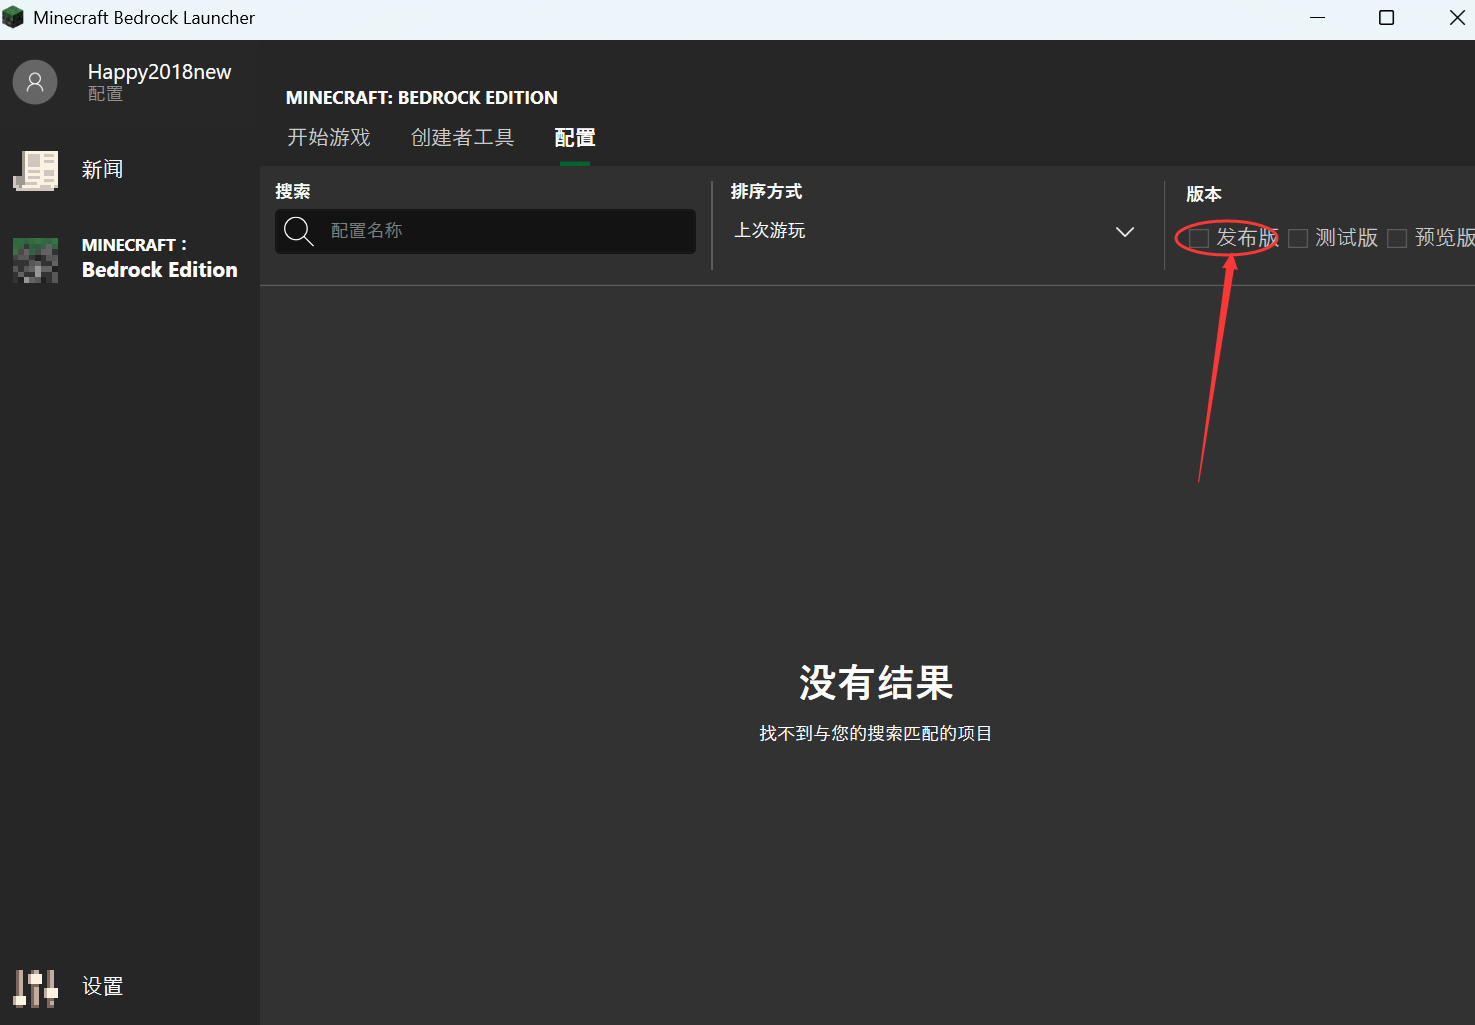 Minecraft Bedrock Launcher
Happy2018new
配置
新闻
MINECRAFT：
Bedrock Edition
设置
MINECRAFT: BEDROCK EDITION
开始游戏 创建者工具 配置
搜索
配置名称
排序方式
上次游玩
版本
发布版 测试版 预览版
没有结果
找不到与您的搜索匹配的项目